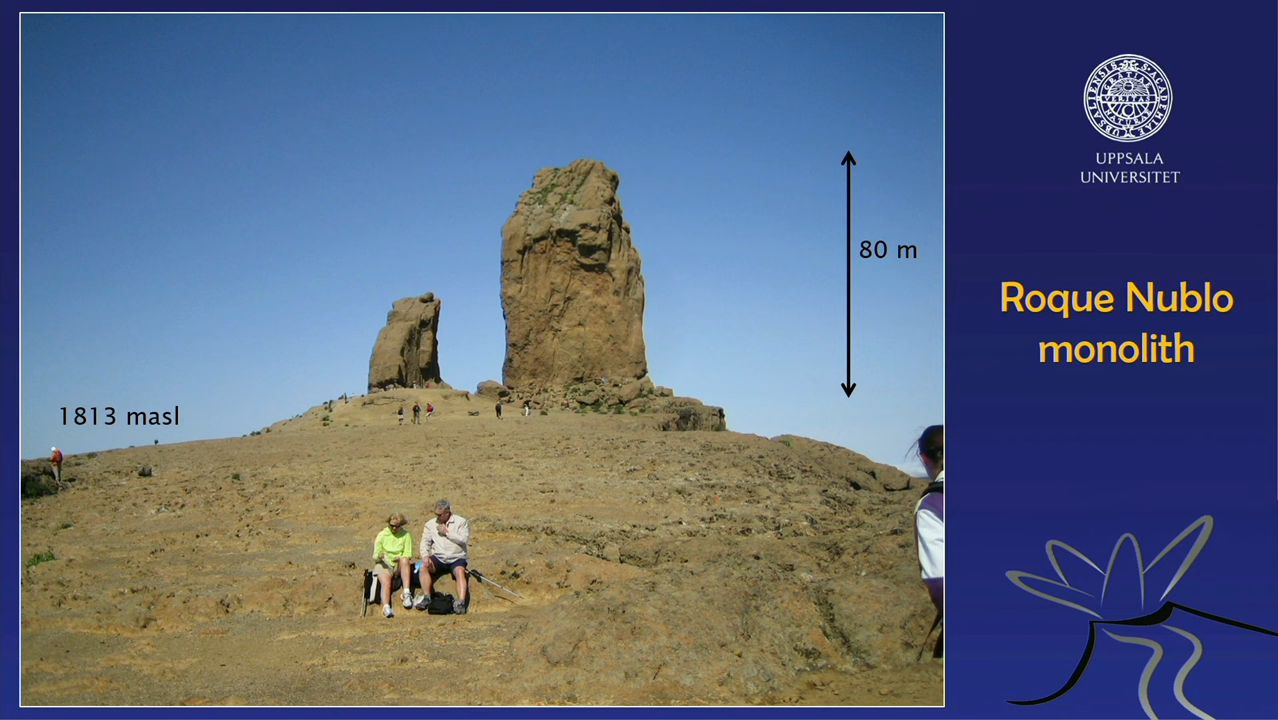 UPPSALA
UNIVERSITET
80 m
Roque Nublo
monolith
1813 masl